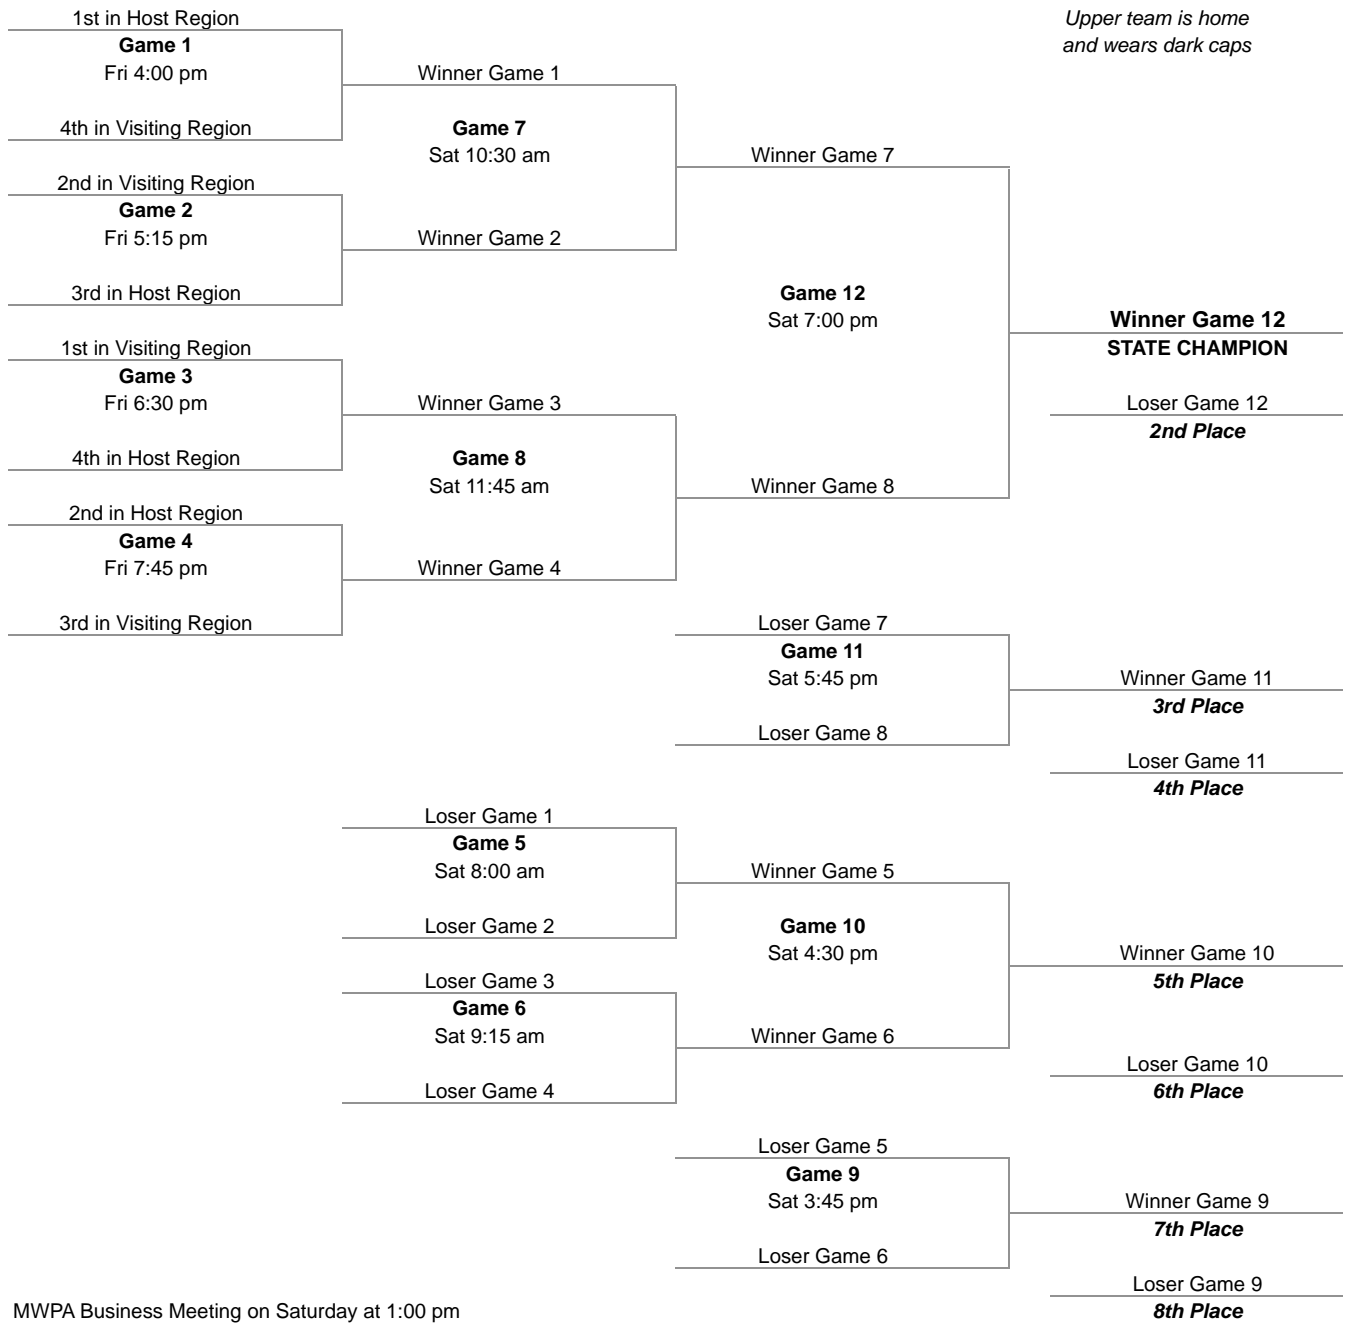 1st in Host Region
Game 1
Fri 4:00 pm
4th in Visiting Region
2nd in Visiting Region
Game 2
Fri 5:15 pm
3rd in Host Region
1st in Visiting Region
Game 3
Fri 6:30 pm
4th in Host Region
2nd in Host Region
Game 4
Fri 7:45 pm
3rd in Visiting Region
Winner Game 1
Game 7
Sat 10:30 am
Winner Game 2
Winner Game 3
Game 8
Sat 11:45 am
Winner Game 4
Loser Game 1
Game 5
Sat 8:00 am
Loser Game 2
Loser Game 3
Game 6
Sat 9:15 am
Loser Game 4
Winner Game 7
Game 12
Sat 7:00 pm
Winner Game 8
Loser Game 7
Game 11
Sat 5:45 pm
Loser Game 8
Winner Game 5
Game 10
Sat 4:30 pm
Winner Game 6
Loser Game 5
Game 9
Sat 3:45 pm
Loser Game 6
Upper team is home
and wears dark caps
Winner Game 12
STATE CHAMPION
Loser Game 12
2nd Place
Winner Game 11
3rd Place
Loser Game 11
4th Place
Winner Game 10
5th Place
Loser Game 10
6th Place
Winner Game 9
7th Place
Loser Game 9
8th Place
MWPA Business Meeting on Saturday at 1:00 pm